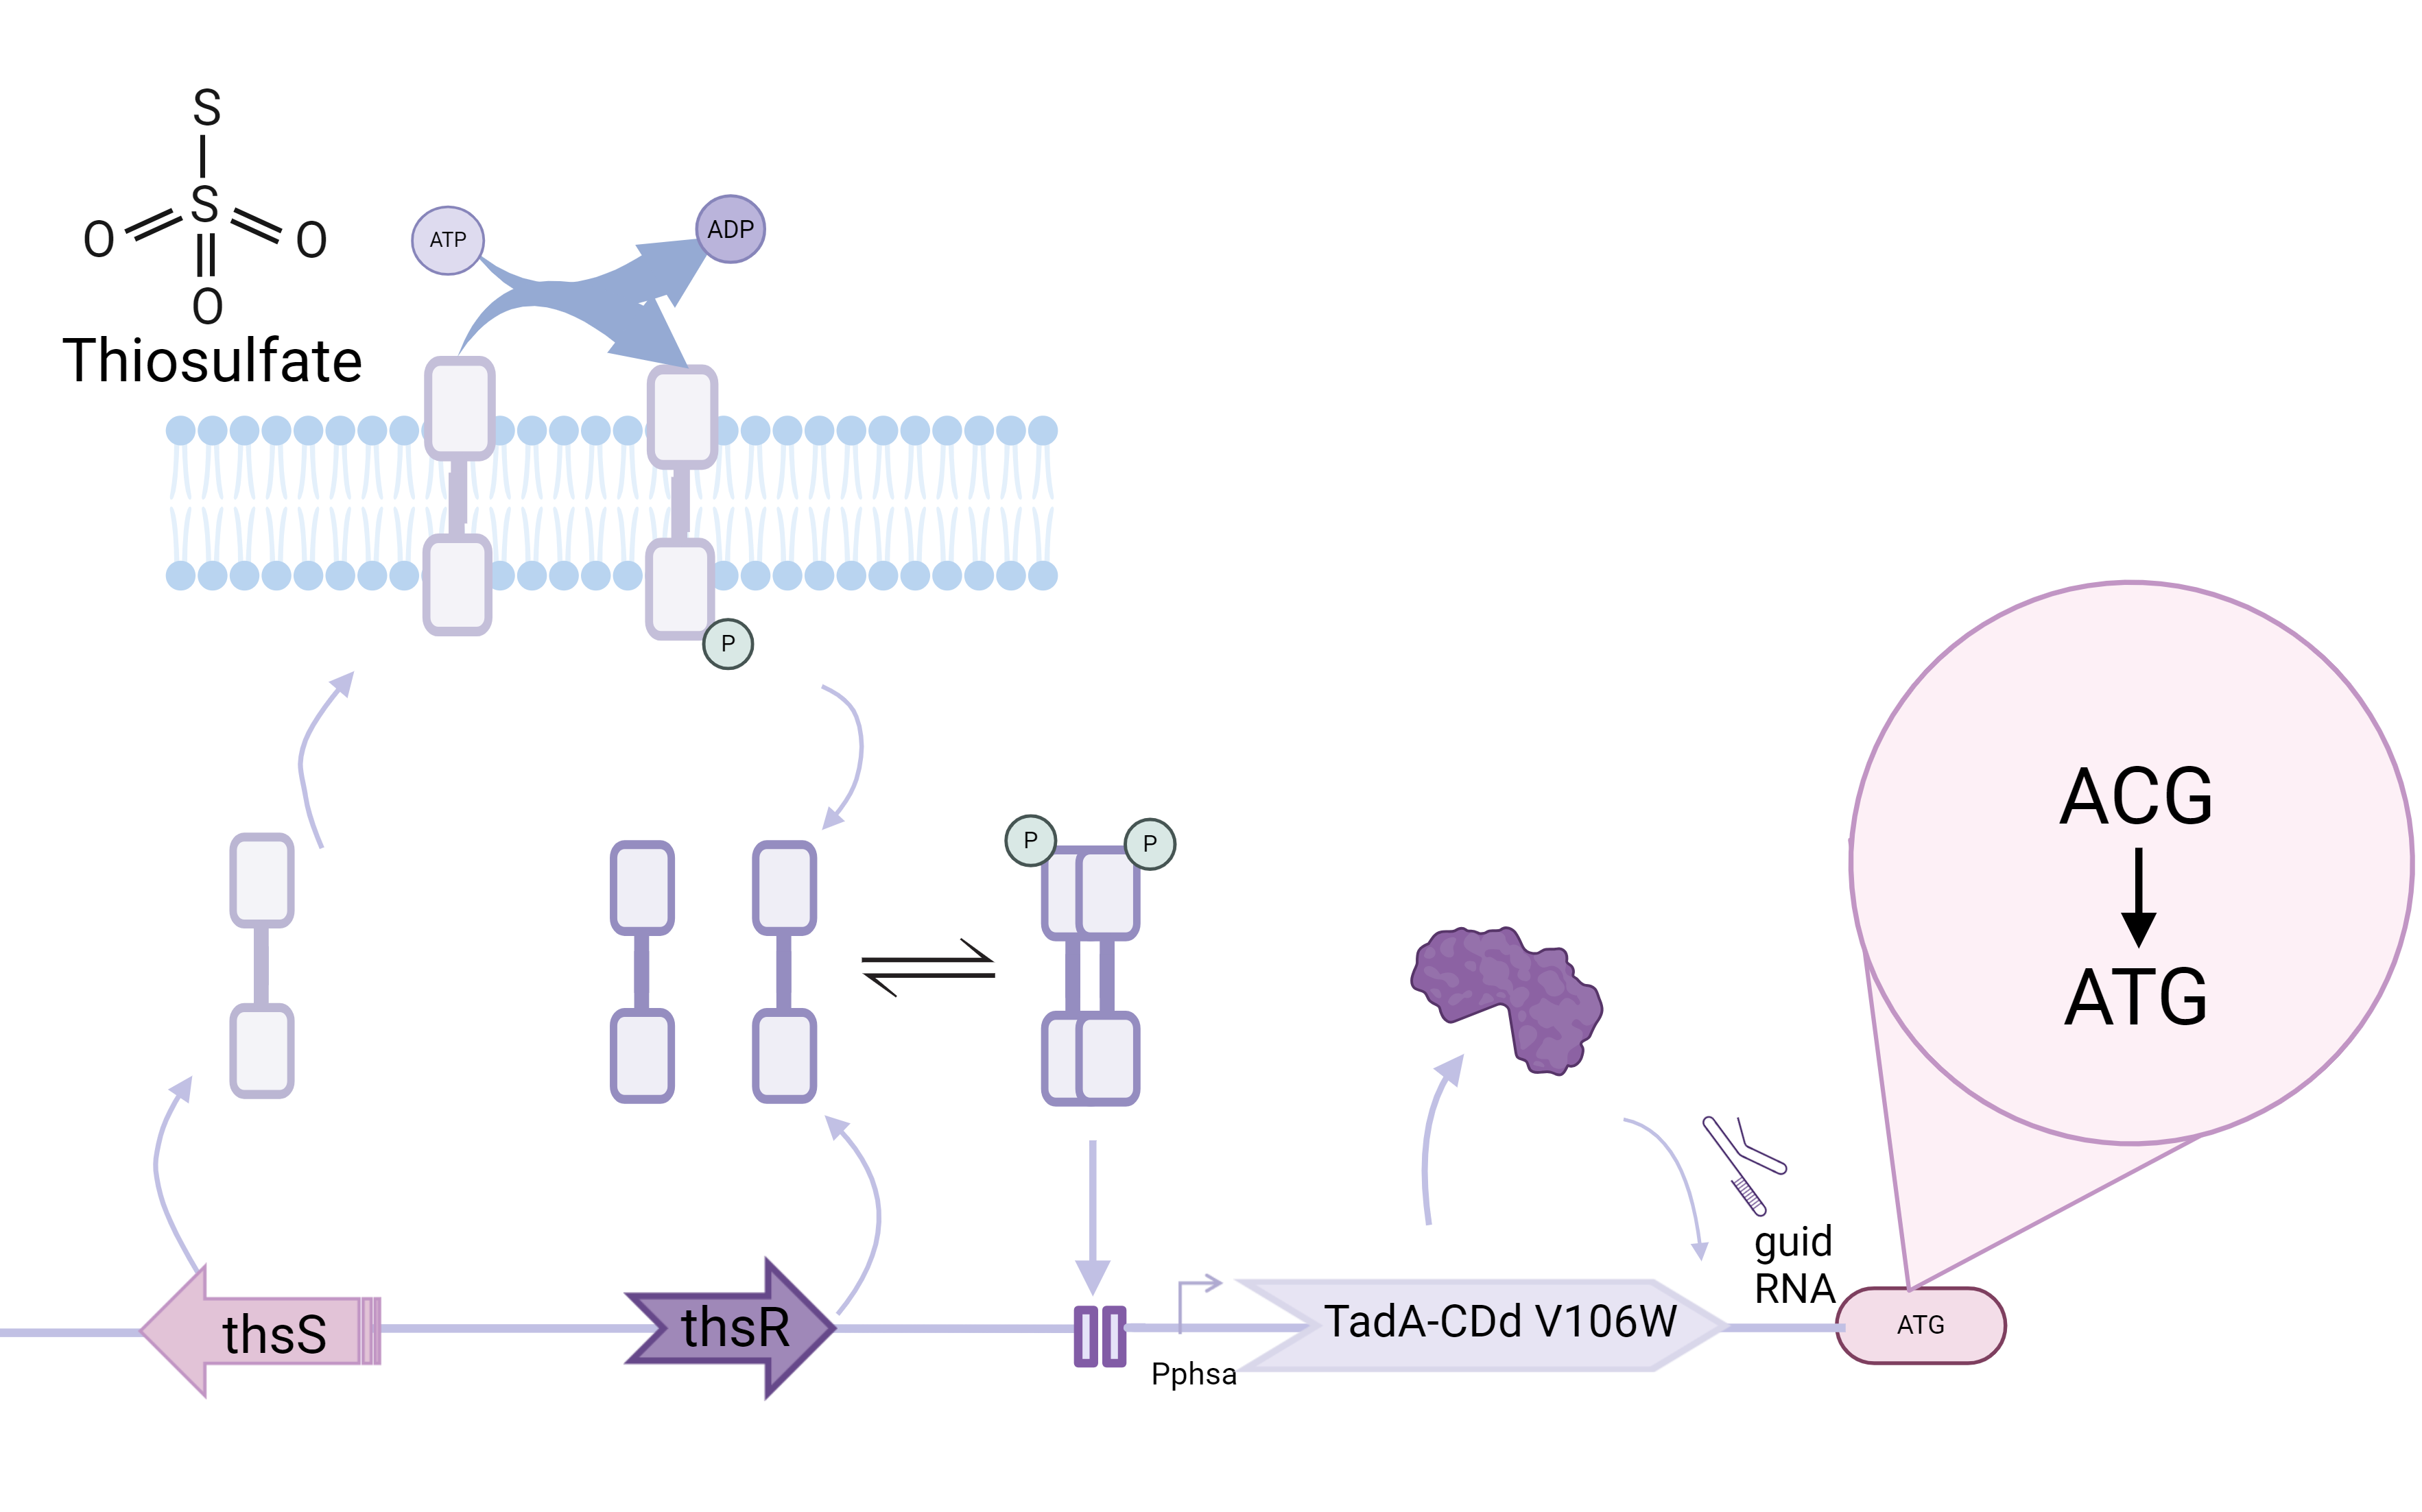 S
S
O
O
O
Thiosulfate
ATP
ADP
P
P
P
ACG
ATG
guid
RNA
thsS
thsR
Pphsa
TadA-CDd V106W
ATG